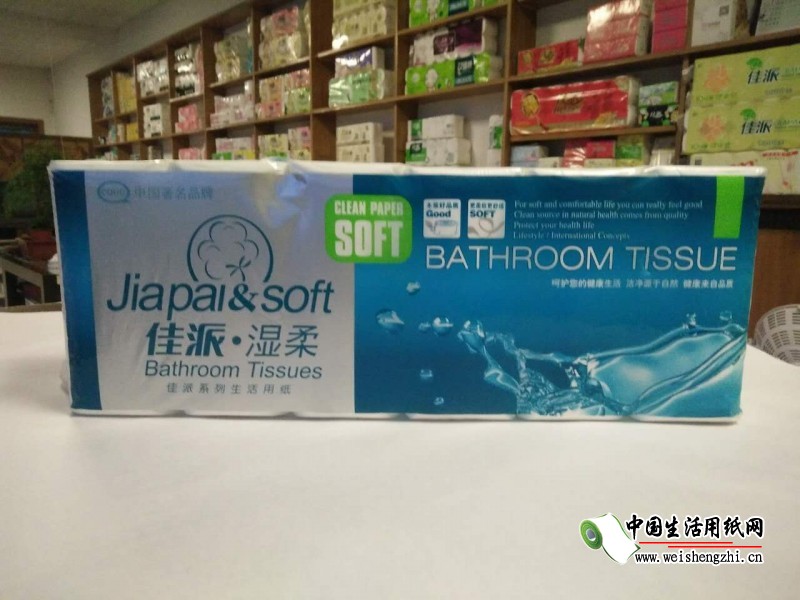 中国著名品牌
Jiapai&soft
佳派·湿柔
Bathroom Tissues
佳派系列生活用纸
CLEAN PAPER
SOFT
Good
SOFT
For soft and comfortable life you can really feel good
Clean source in natural health comes from quality
Protect your health life
Lifestyle / International Concepts
BATHROOM TISSUE
呵护您的健康生活 洁净源于自然 健康来自品质
佳派
佳派
中国生活用纸网
www.weishengzhi.cn